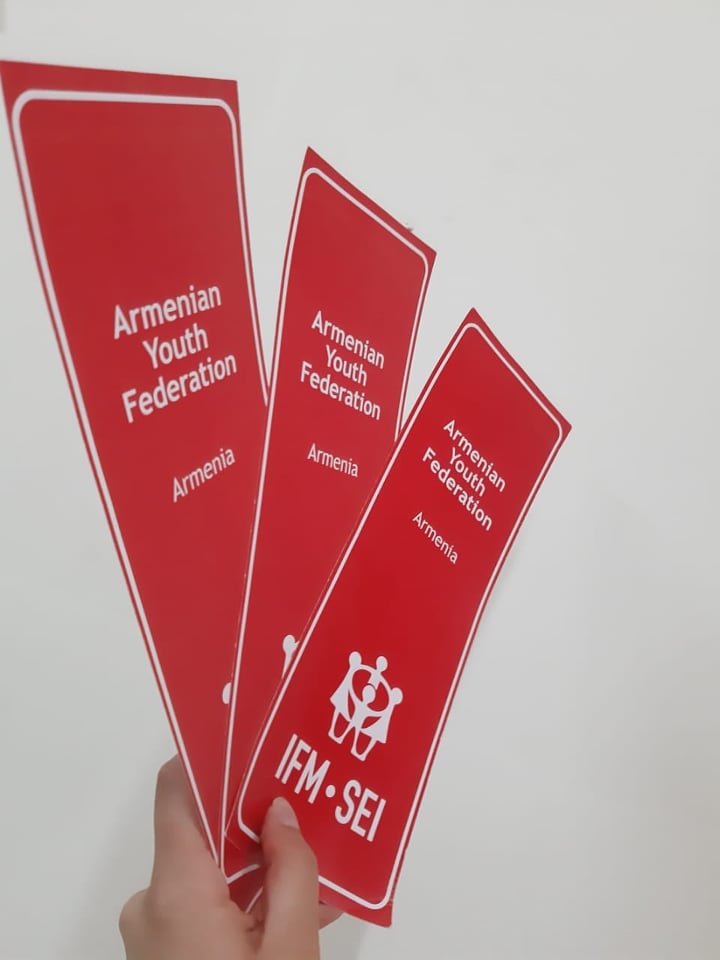 Armenian
Youth
Federation
Armenia
Armenian
Youth
Federation
Armenia
Armenian
Youth
Federation
Armenia
IFM•SEI